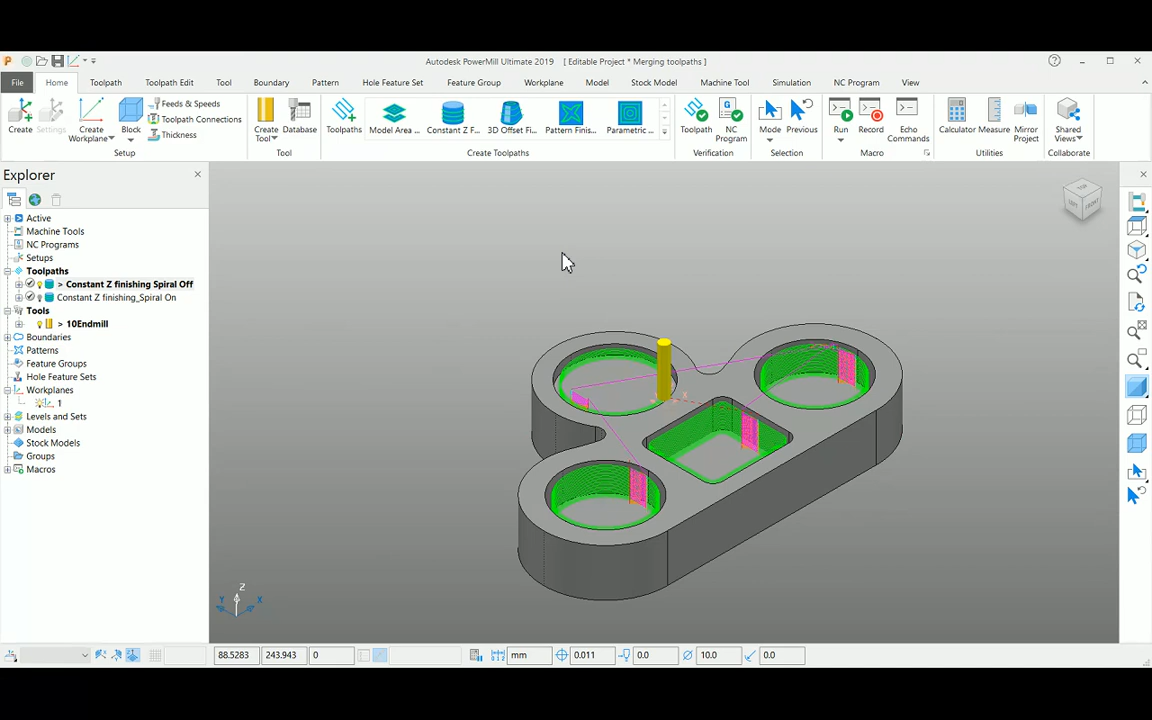 Autodesk PowerMill Ultimate 2019 [ Editable Project * Merging toolpaths ]
File Home Toolpath Toolpath Edit Tool Boundary Pattern Hole Feature Set Feature Group Workplane Model Stock Model Machine Tool Simulation NC Program View
Create
Settings
Create
Workplane
Block
Feeds & Speeds
Toolpath Connections
Thickness
Setup
Create
Tool
Database
Tool
Toolpaths
Model Area ...
Constant Z F...
3D Offset Fi...
Pattern Finis...
Parametric ...
Create Toolpaths
Toolpath
NC
Program
Verification
Mode
Previous
Selection
Run
Record
Echo
Commands
Macro
Calculator
Measure
Mirror
Project
Utilities
Shared
Views
Collaborate
Explorer
Active
Machine Tools
NC Programs
Setups
Toolpaths
> Constant Z finishing Spiral Off
Constant Z finishing_Spiral On
Tools
> 10Endmill
Boundaries
Patterns
Feature Groups
Hole Feature Sets
Workplanes
1
Levels and Sets
Models
Stock Models
Groups
Macros
TOP
LEFT
FRONT
X
Z
Y
X
88.5283 243.943 0 mm 0.011 0.0 10.0 0.0